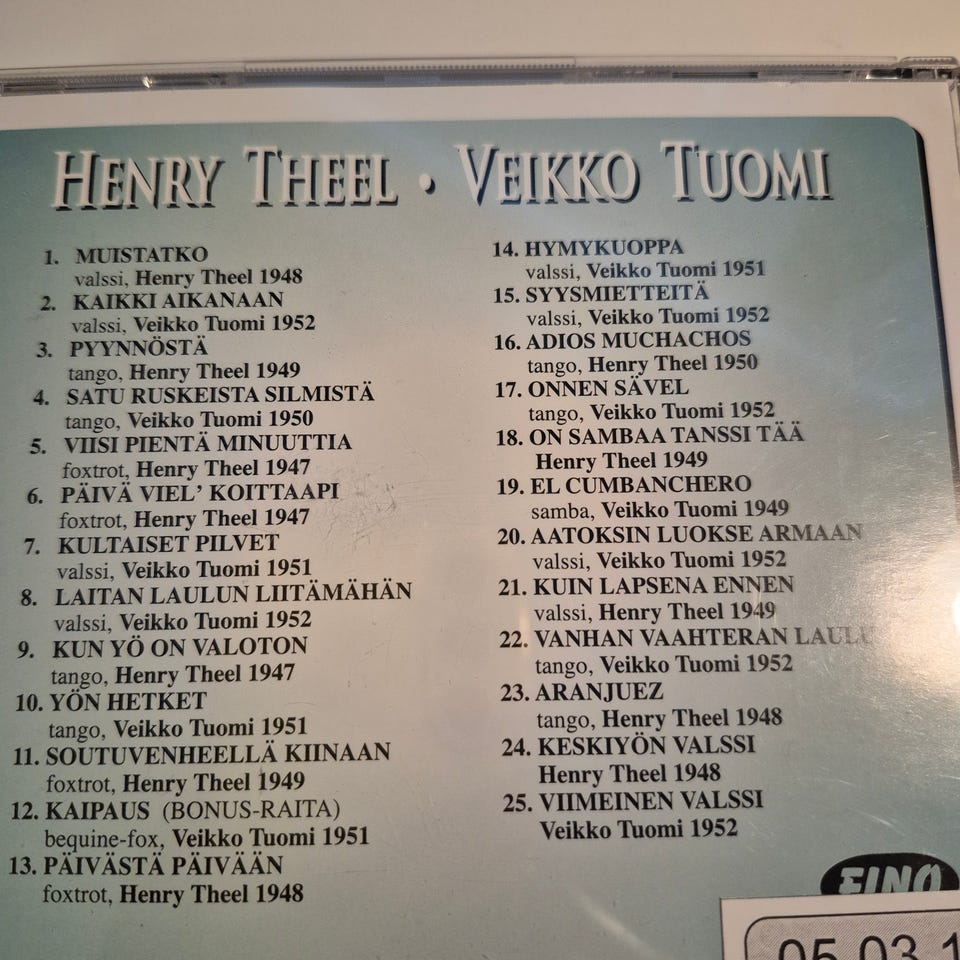 HENRY THEEL • VEIKKO TUOMI
1. MUISTATKO
valssi, Henry Theel 1948
2. KAIKKI AIKANAAN
valssi, Veikko Tuomi 1952
3. PYYNNÖSTÄ
tango, Henry Theel 1949
4. SATU RUSKEISTA SILMISTÄ
tango, Veikko Tuomi 1950
5. VIISI PIENTÄ MINUUTTIA
foxtrot, Henry Theel 1947
6. PÄIVÄ VIEL' KOITTAAPI
foxtrot, Henry Theel 1947
7. KULTAISET PILVET
valssi, Veikko Tuomi 1951
8. LAITAN LAULUN LIITÄMÄHÄN
valssi, Veikko Tuomi 1952
9. KUN YÖ ON VALOTON
tango, Henry Theel 1947
10. YÖN HETKET
tango, Veikko Tuomi 1951
11. SOUTUVENHEELLÄ KIINAAN
foxtrot, Henry Theel 1949
12. KAIPAUS (BONUS-RAITA)
bequine-fox, Veikko Tuomi 1951
13. PÄIVÄSTÄ PÄIVÄÄN
foxtrot, Henry Theel 1948
14. HYMYKUOPPA
valssi, Veikko Tuomi 1951
15. SYYSMIETTEITÄ
valssi, Veikko Tuomi 1952
16. ADIOS MUCHACHOS
tango, Henry Theel 1950
17. ONNEN SÄVEL
tango, Veikko Tuomi 1952
18. ON SAMBAA TANSSI TÄÄ
Henry Theel 1949
19. EL CUMBANCHERO
samba, Veikko Tuomi 1949
20. AATOKSIN LUOKSE ARMAAN
valssi, Veikko Tuomi 1952
21. KUIN LAPSENA ENNEN
valssi, Henry Theel 1949
22. VANHAN VAAHTERAN LAULU
tango, Veikko Tuomi 1952
23. ARANJUEZ
tango, Henry Theel 1948
24. KESKIYÖN VALSSI
Henry Theel 1948
25. VIIMEINEN VALSSI
Veikko Tuomi 1952
FINO
05.03.1